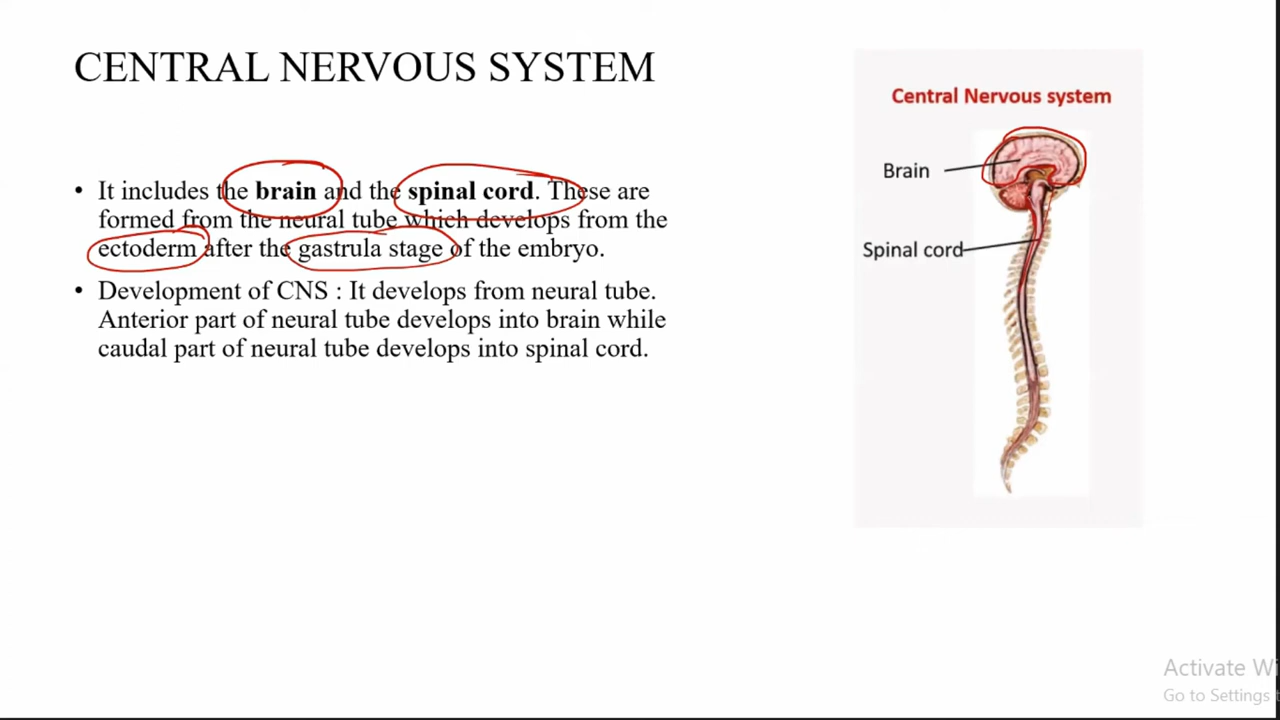 CENTRAL NERVOUS SYSTEM
Central Nervous system
Brain
Spinal cord
• It includes the brain and the spinal cord. These are
formed from the neural tube which develops from the
ectoderm after the gastrula stage of the embryo.
• Development of CNS : It develops from neural tube.
Anterior part of neural tube develops into brain while
caudal part of neural tube develops into spinal cord.
Activate Wi
Go to Settings t